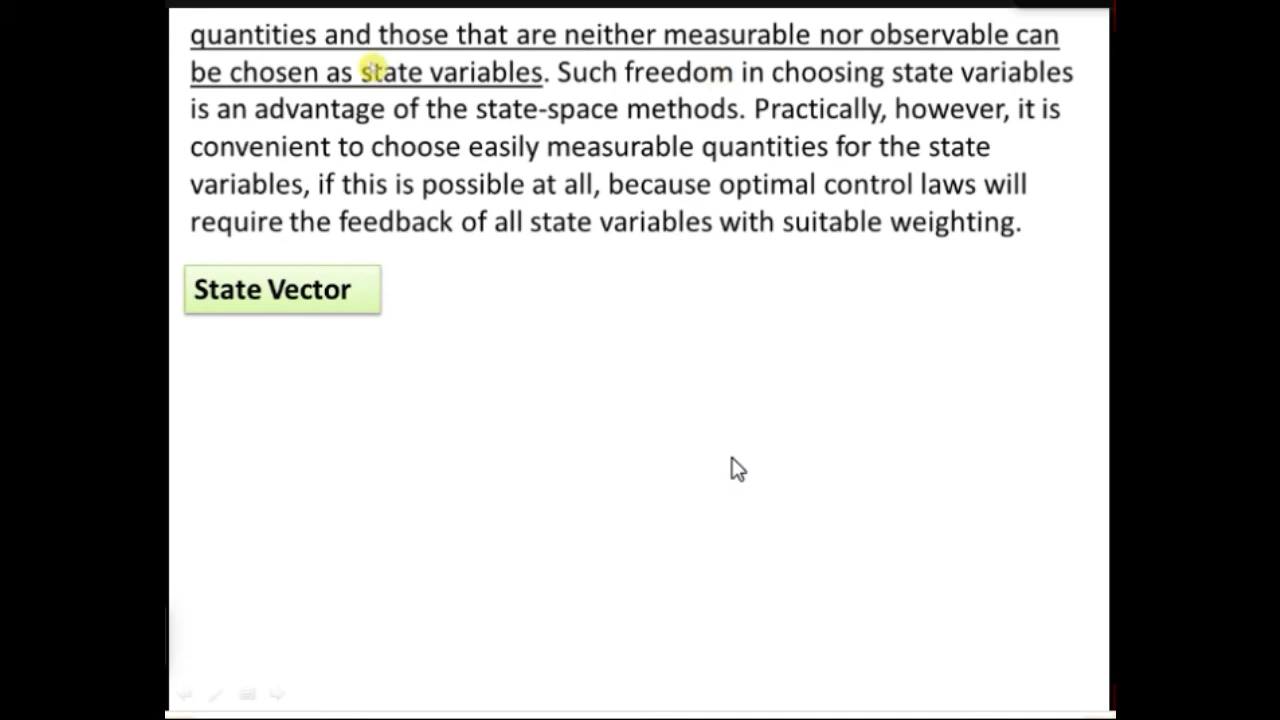 quantities and those that are neither measurable nor observable can
be chosen as state variables. Such freedom in choosing state variables
is an advantage of the state-space methods. Practically, however, it is
convenient to choose easily measurable quantities for the state
variables, if this is possible at all, because optimal control laws will
require the feedback of all state variables with suitable weighting.
State Vector